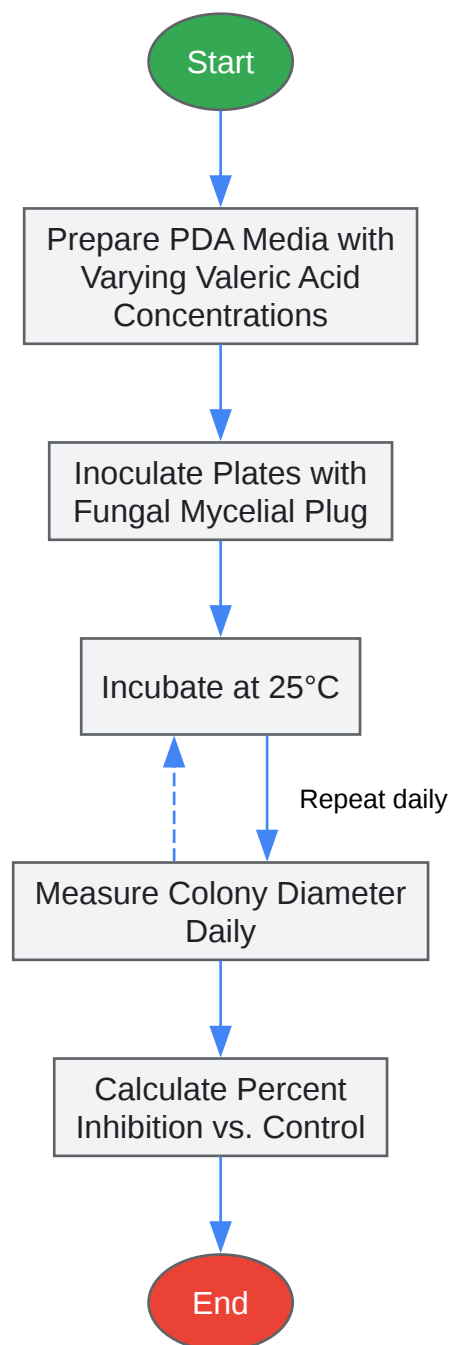 Start
Prepare PDA Media with
Varying Valeric Acid
Concentrations
Inoculate Plates with
Fungal Mycelial Plug
Incubate at 25°C
Repeat daily
Measure Colony Diameter
Daily
Calculate Percent
Inhibition vs. Control
End